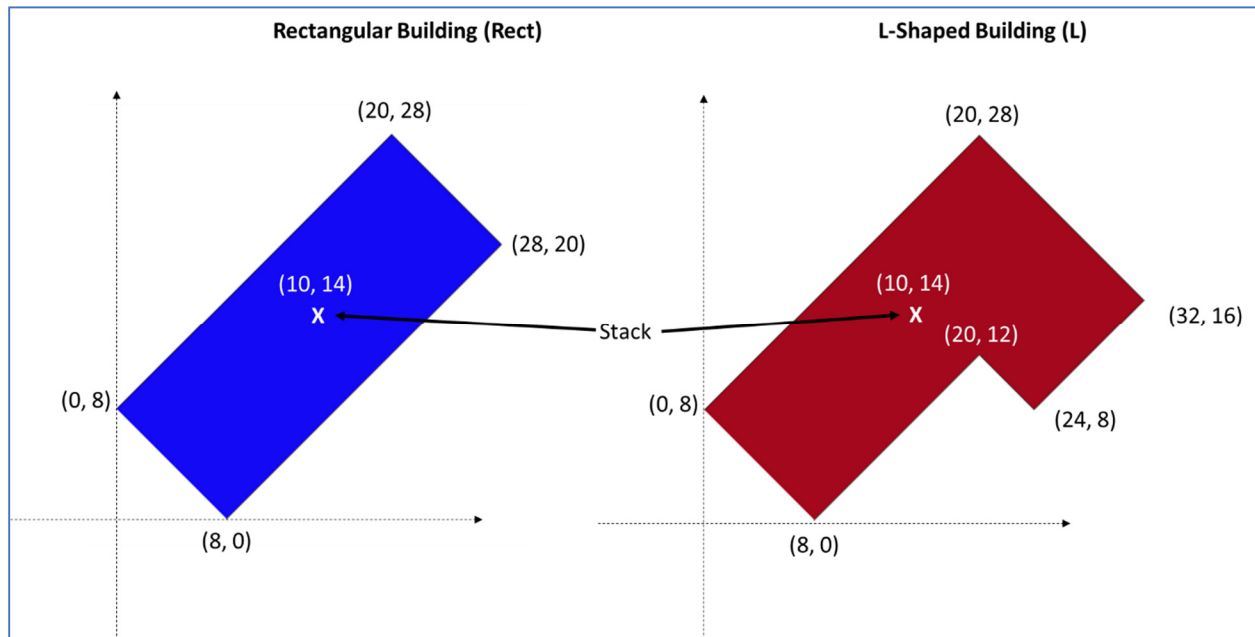 Rectangular Building (Rect)
L-Shaped Building (L)
(20, 28)
(20, 28)
(28, 20)
(10, 14)
X
(10, 14)
X
Stack
(32, 16)
(20, 12)
(0, 8)
(0, 8)
(24, 8)
(8, 0)
(8, 0)